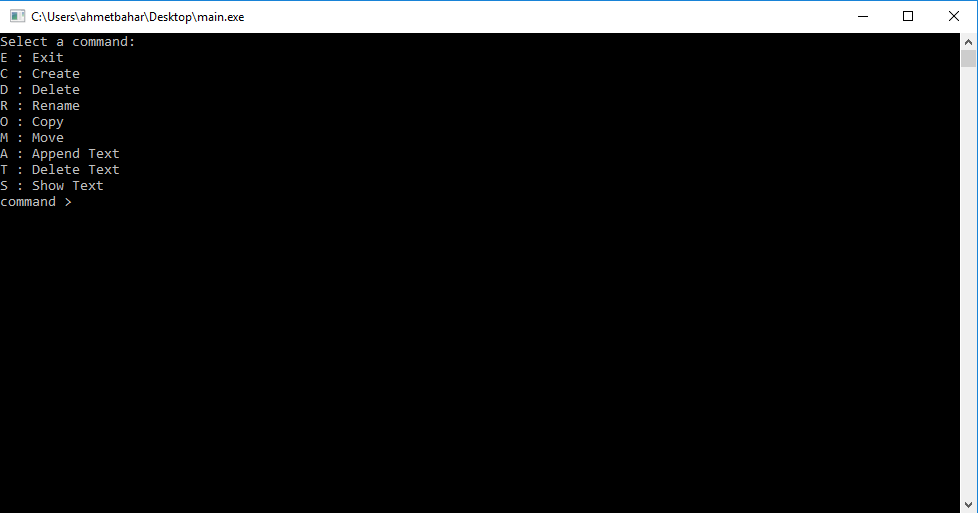 C:\Users\ahmetbahar\Desktop\main.exe
Select a command:
E : Exit
C : Create
D : Delete
R : Rename
O : Copy
M : Move
A : Append Text
T : Delete Text
S : Show Text
command >